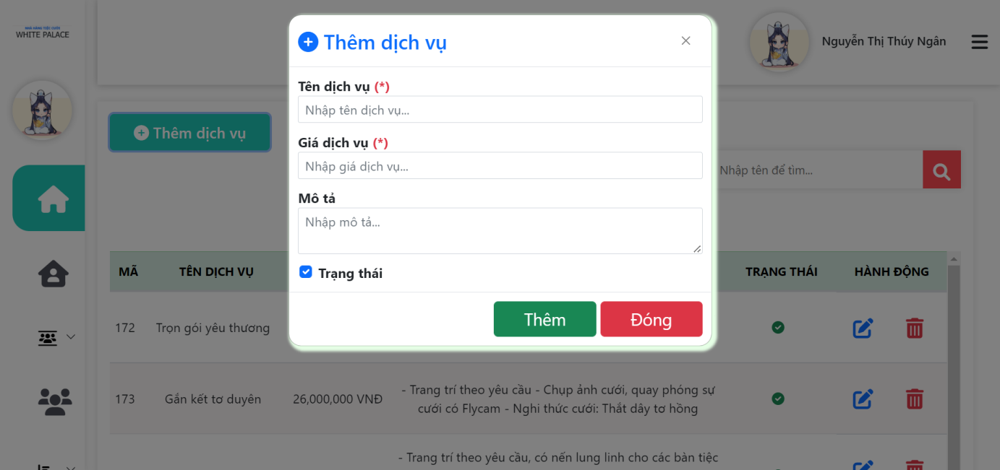 NHÀ HÀNG TIỆC CƯỚI
WHITE PALACE
Nguyễn Thị Thúy Ngân
Thêm dịch vụ
Nhập tên để tìm...
Thêm dịch vụ
Tên dịch vụ (*)
Nhập tên dịch vụ...
Giá dịch vụ (*)
Nhập giá dịch vụ...
Mô tả
Nhập mô tả...
Trạng thái
Thêm Đóng
MÃ TÊN DỊCH VỤ TRẠNG THÁI HÀNH ĐỘNG
172 Trọn gói yêu thương
173 Gắn kết tơ duyên 26,000,000 VNĐ - Trang trí theo yêu cầu - Chụp ảnh cưới, quay phóng sự
cưới có Flycam - Nghi thức cưới: Thắt dây tơ hồng
- Trang trí theo yêu cầu, có nến lung linh cho các bàn tiệc